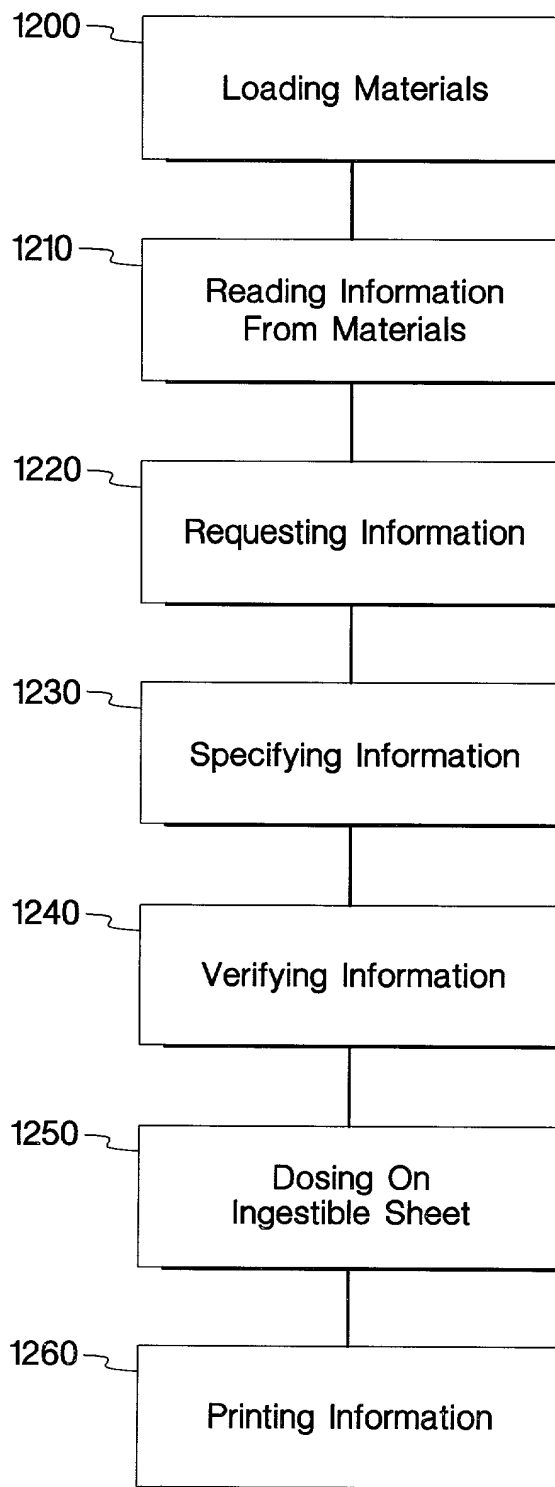 1200
Loading Materials
1210
Reading Information
From Materials
1220
Requesting Information
1230
Specifying Information
1240
Verifying Information
1250
Dosing On
Ingestible Sheet
1260
Printing Information